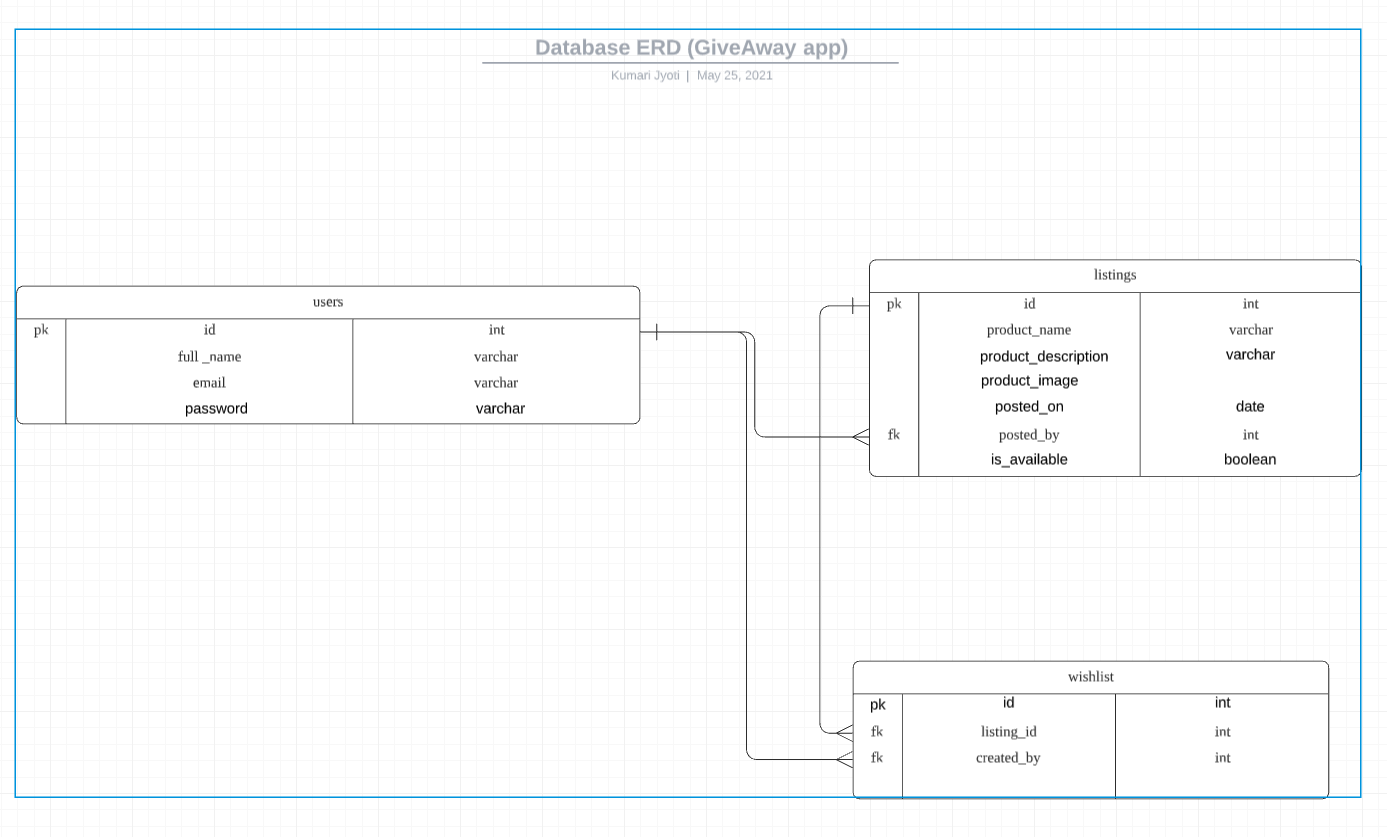 Database ERD (GiveAway app)
Kumari Jyoti | May 25, 2021
users
pk id int
full _name varchar
email varchar
password varchar
listings
pk id int
product_name varchar
product_description varchar
product_image
posted_on date
fk posted_by int
is_available boolean
wishlist
pk id int
fk listing_id int
fk created_by int